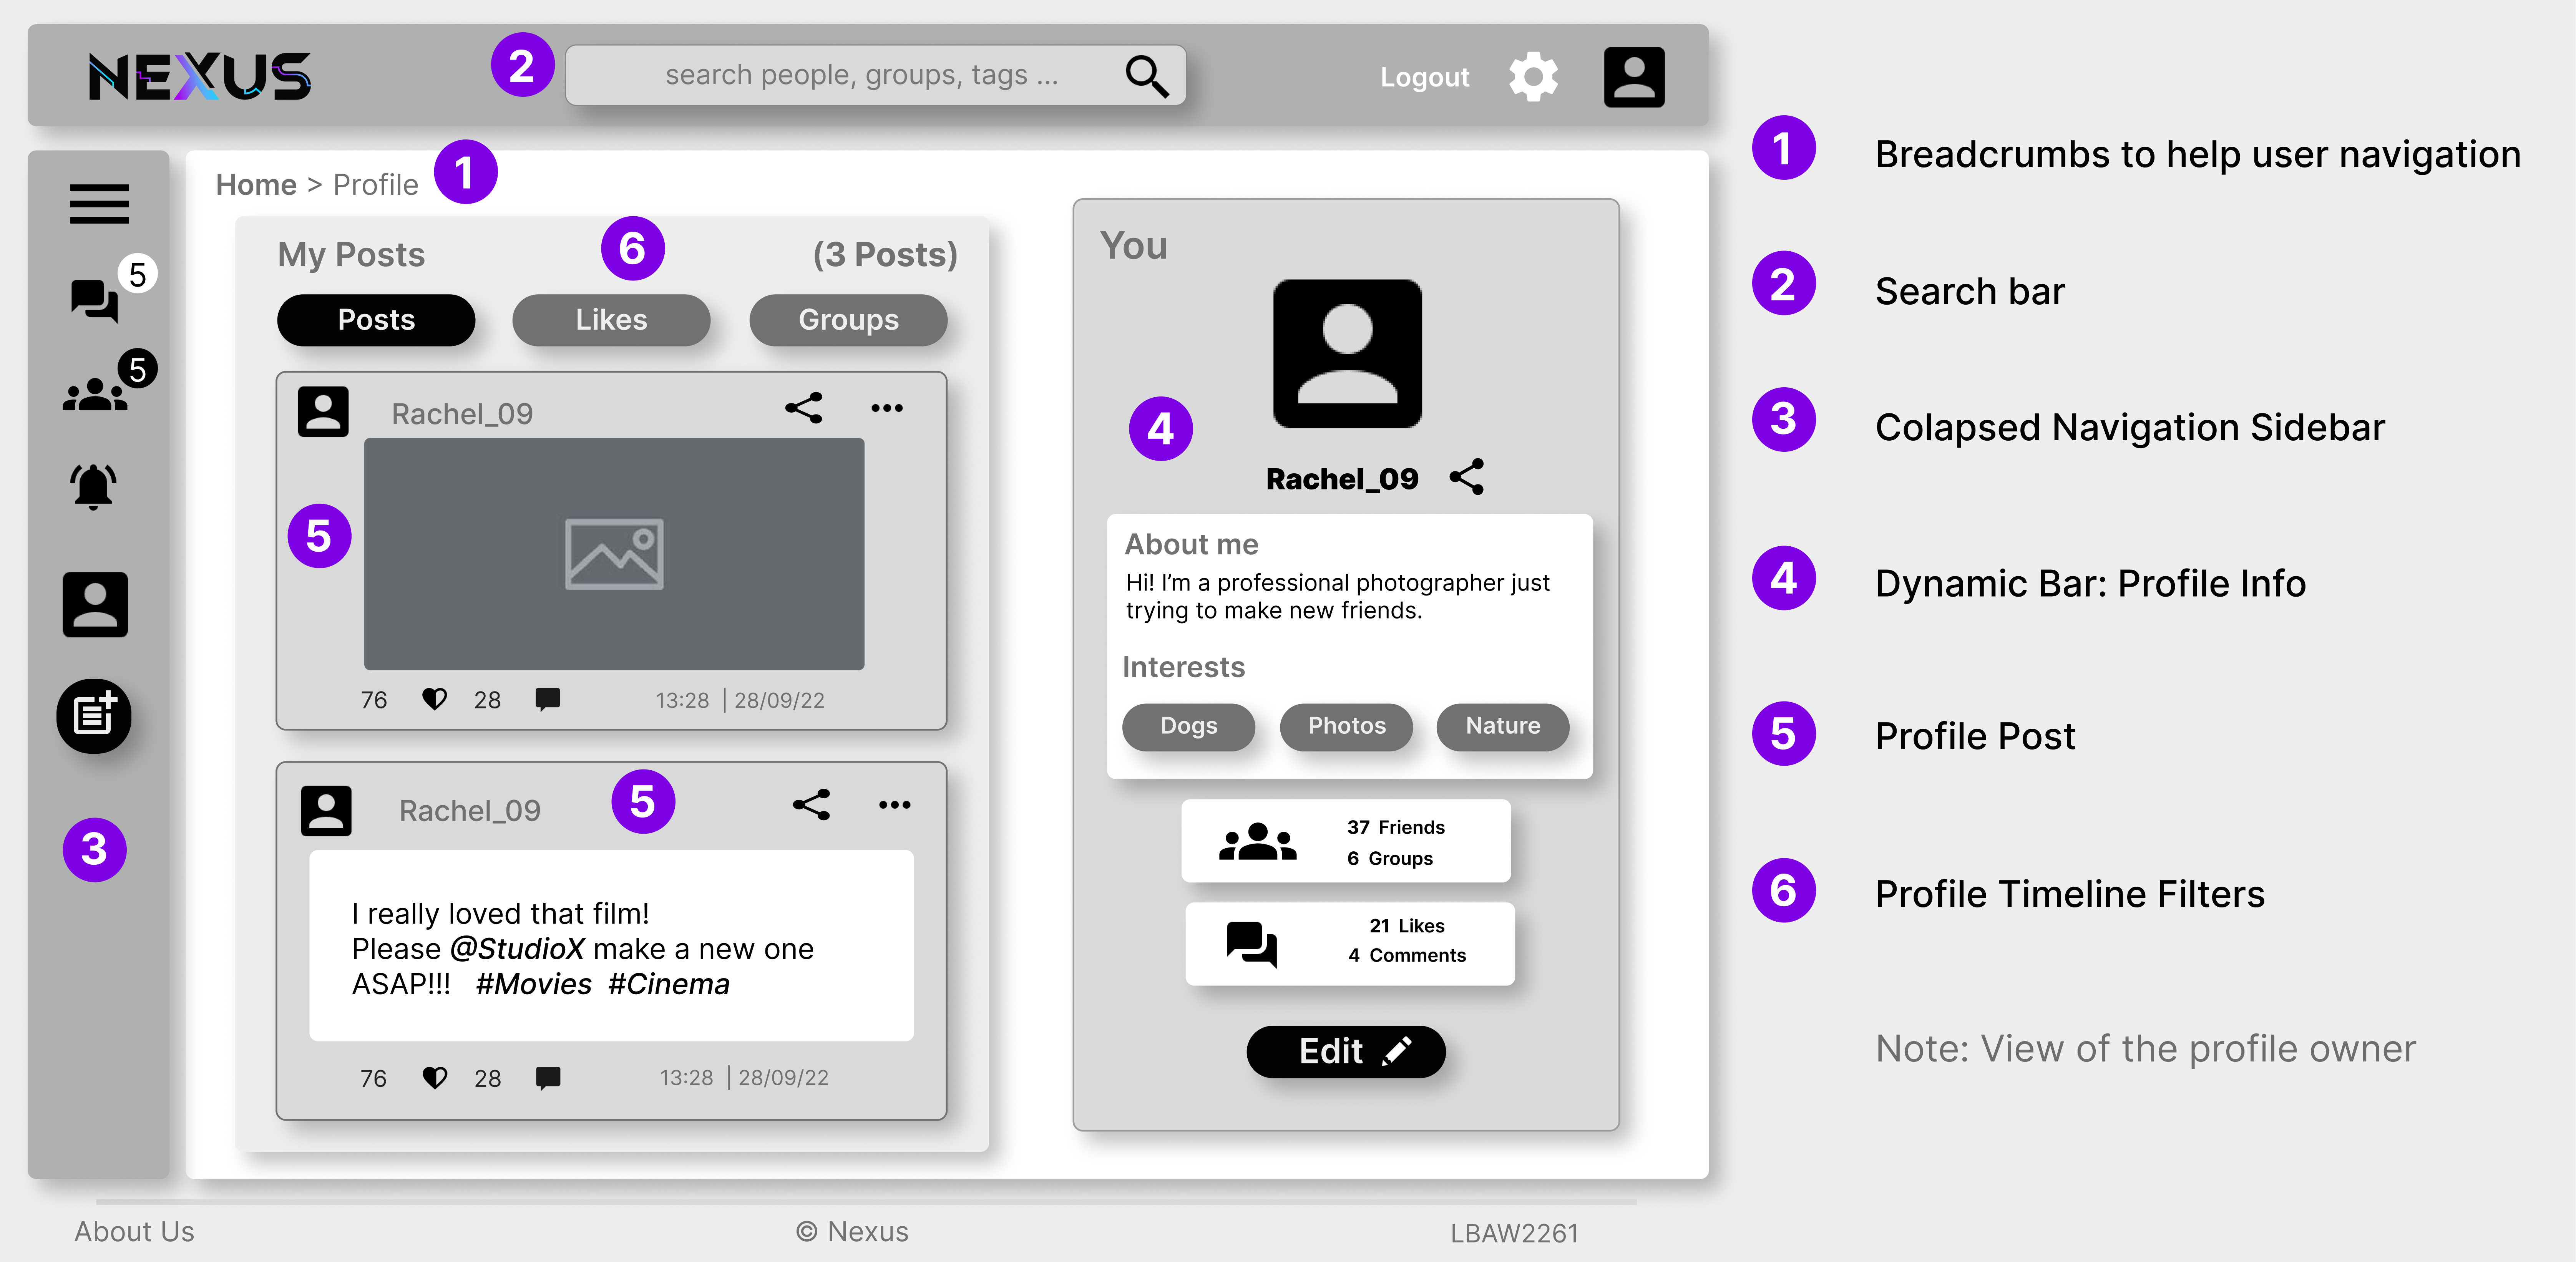 NEXUS
2
search people, groups, tags ...
Logout
Home > Profile
1
5
5
3
My Posts
6
(3 Posts)
Posts
Likes
Groups
Rachel_09
5
76
28
13:28 | 28/09/22
Rachel_09
5
I really loved that film!
Please @StudioX make a new one
ASAP!!! #Movies #Cinema
76
28
13:28 | 28/09/22
You
4
Rachel_09
About me
Hi! I’m a professional photographer just
trying to make new friends.
Interests
Dogs
Photos
Nature
37 Friends
6 Groups
21 Likes
4 Comments
Edit
About Us
© Nexus
LBAW2261
1 Breadcrumbs to help user navigation
2 Search bar
3 Colapsed Navigation Sidebar
4 Dynamic Bar: Profile Info
5 Profile Post
6 Profile Timeline Filters
Note: View of the profile owner